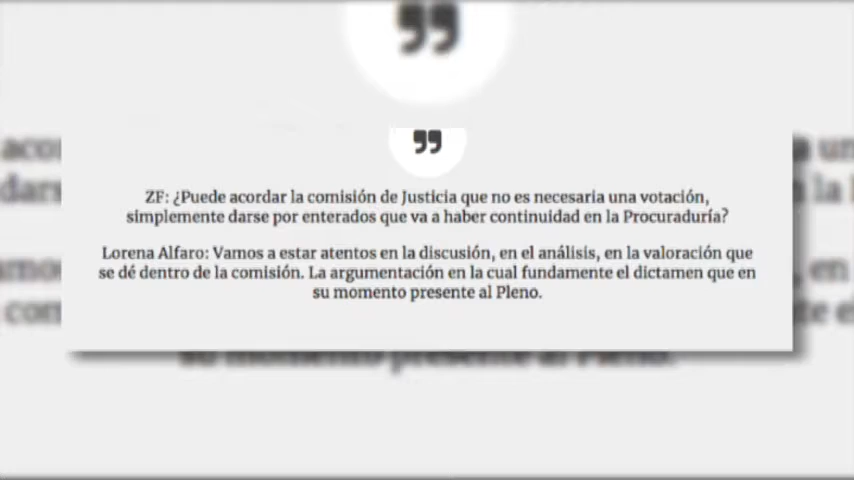 ZF: ¿Puede acordar la comisión de Justicia que no es necesaria una votación,
simplemente darse por enterados que va a haber continuidad en la Procuraduría?
Lorena Alfaro: Vamos a estar atentos en la discusión, en el análisis, en la valoración que
se dé dentro de la comisión. La argumentación en la cual fundamente el dictamen que en
su momento presente al Pleno.